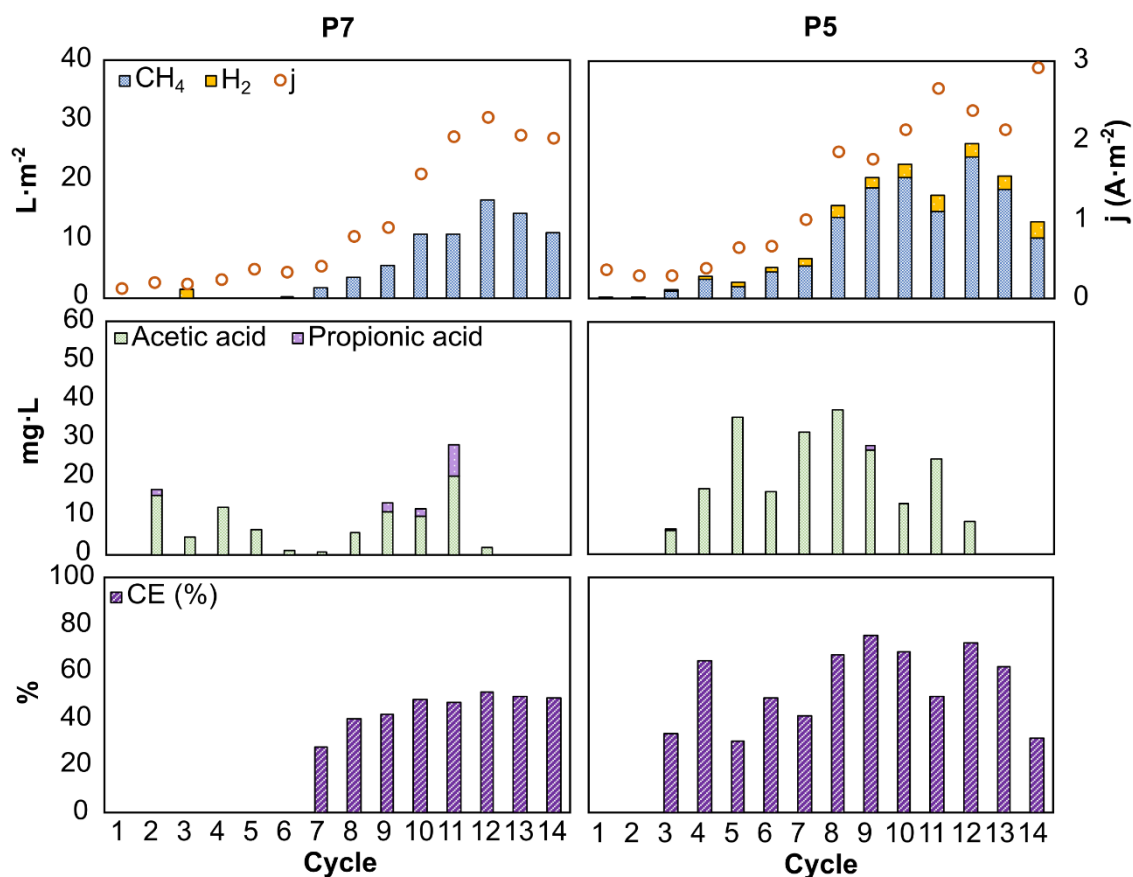 P7 P5
40 3
CH₄ H₂ j
30
2
L·m⁻² 20 j (A·m⁻²)
1
10
0 0
60
Acetic acid Propionic acid
50
40
mg·L 30
20
10
0
100
CE (%)
80
60
% 40
20
0
1 2 3 4 5 6 7 8 9 10 11 12 13 14 1 2 3 4 5 6 7 8 9 10 11 12 13 14
Cycle Cycle